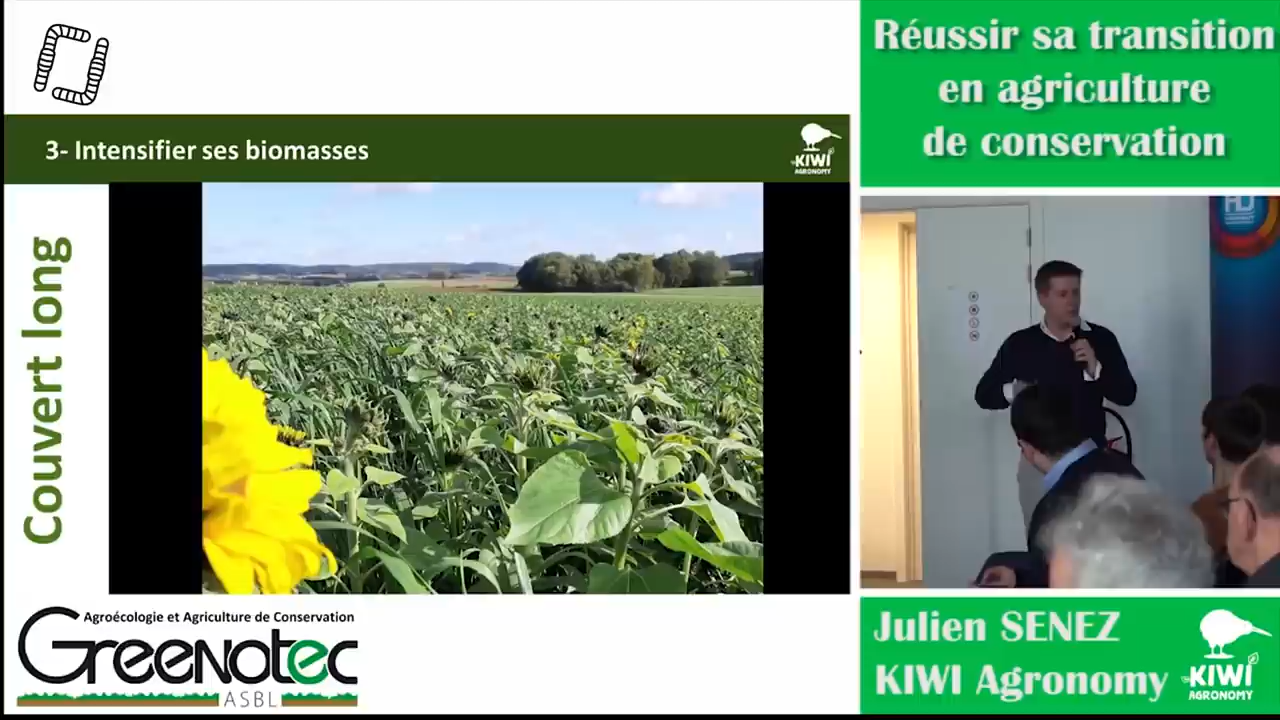 3- Intensifier ses biomasses
KIWI
AGRONOMY
Couvert long
Agroécologie et Agriculture de Conservation
Greenotec
ASBL
Réussir sa transition
en agriculture
de conservation
Julien SENEZ
KIWI Agronomy
KIWI
AGRONOMY